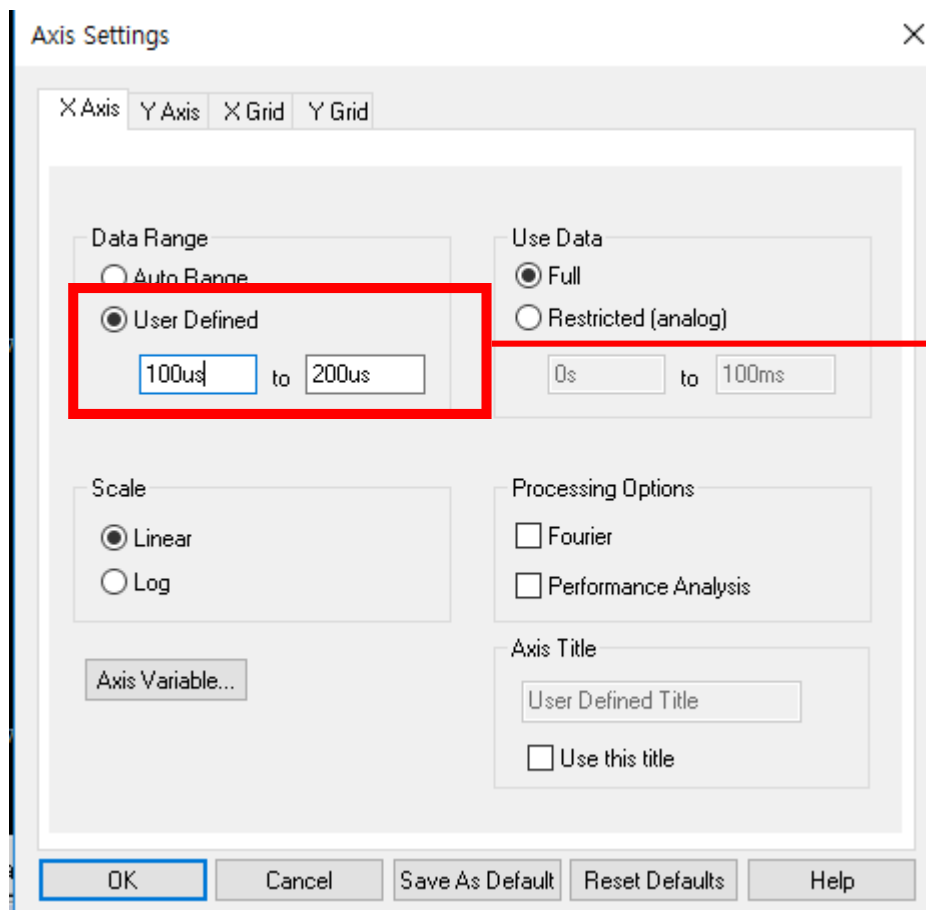 Axis Settings
X Axis Y Axis X Grid Y Grid
Data Range
Auto Range
User Defined
100us to 200us
Use Data
Full
Restricted (analog)
0s to 100ms
Scale
Linear
Log
Processing Options
Fourier
Performance Analysis
Axis Variable...
Axis Title
User Defined Title
Use this title
OK Cancel Save As Default Reset Defaults Help